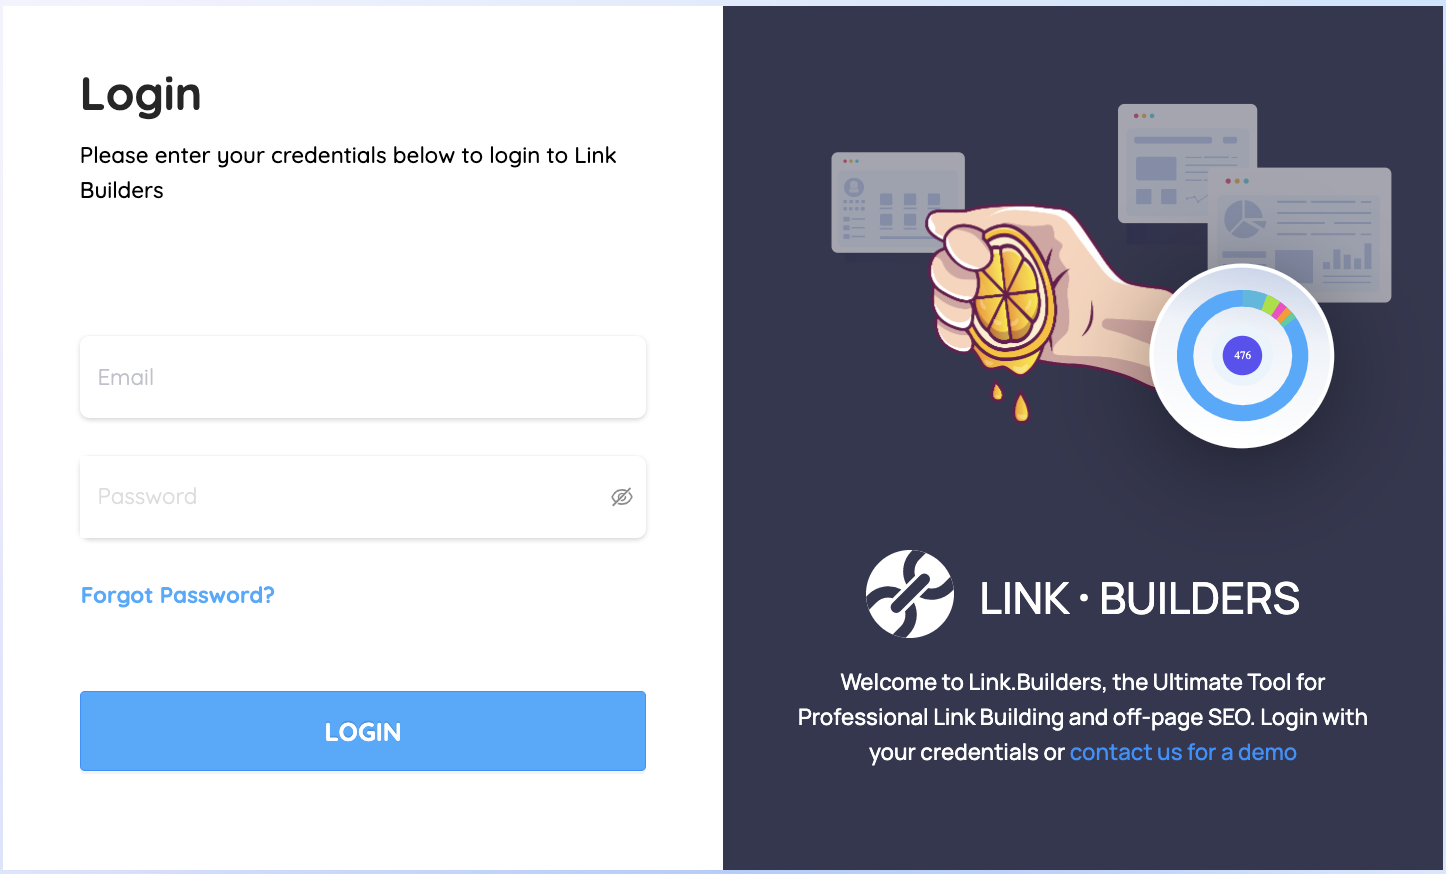 Login
Please enter your credentials below to login to Link
Builders
Email
Password
Forgot Password?
LOGIN
476
LINK · BUILDERS
Welcome to Link.Builders, the Ultimate Tool for
Professional Link Building and off-page SEO. Login with
your credentials or contact us for a demo